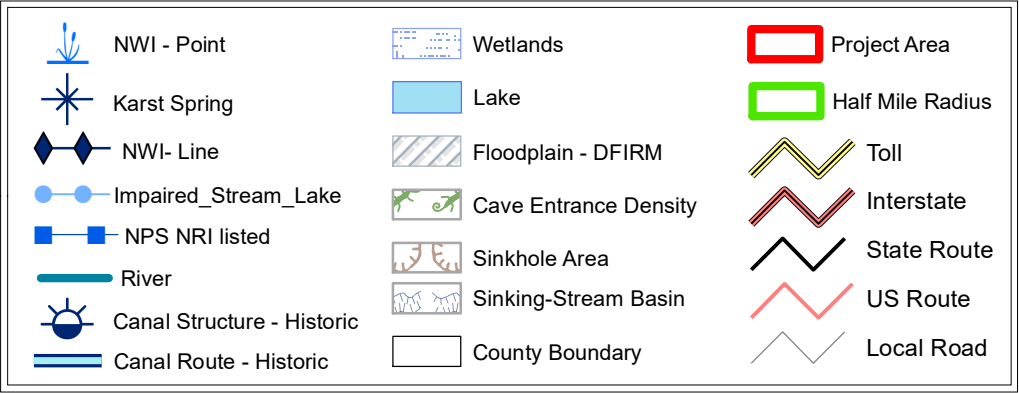 NWI - Point
Karst Spring
NWI- Line
Impaired_Stream_Lake
NPS NRI listed
River
Canal Structure - Historic
Canal Route - Historic
Wetlands
Lake
Floodplain - DFIRM
Cave Entrance Density
Sinkhole Area
Sinking-Stream Basin
County Boundary
Project Area
Half Mile Radius
Toll
Interstate
State Route
US Route
Local Road